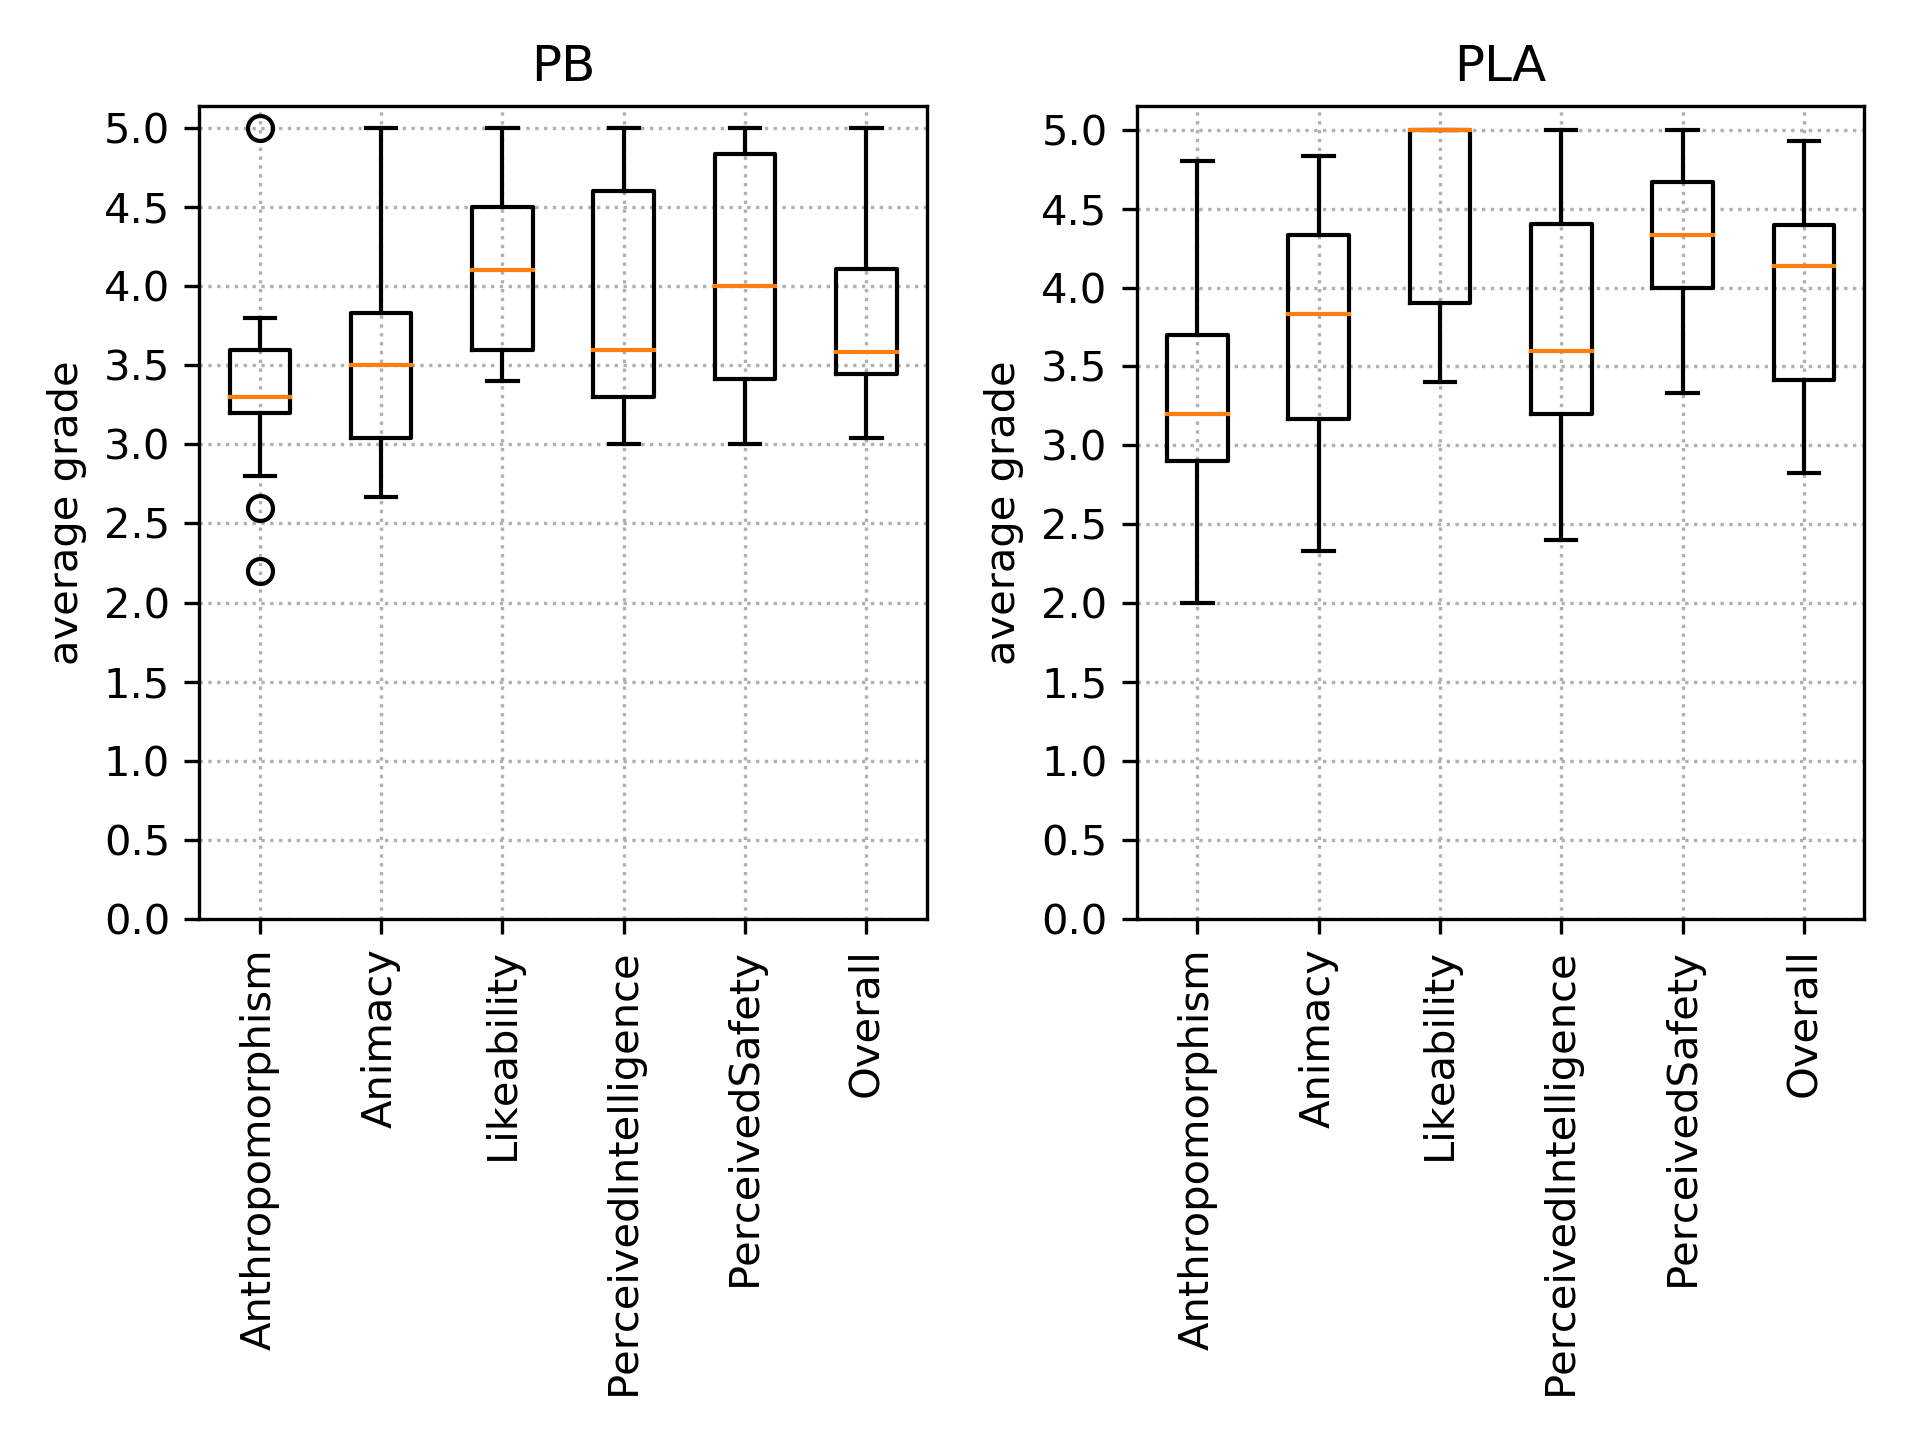 PB
average grade
5.0
4.5
4.0
3.5
3.0
2.5
2.0
1.5
1.0
0.5
0.0
Anthropomorphism
Animacy
Likeability
PerceivedIntelligence
PerceivedSafety
Overall
PLA
average grade
5.0
4.5
4.0
3.5
3.0
2.5
2.0
1.5
1.0
0.5
0.0
Anthropomorphism
Animacy
Likeability
PerceivedIntelligence
PerceivedSafety
Overall